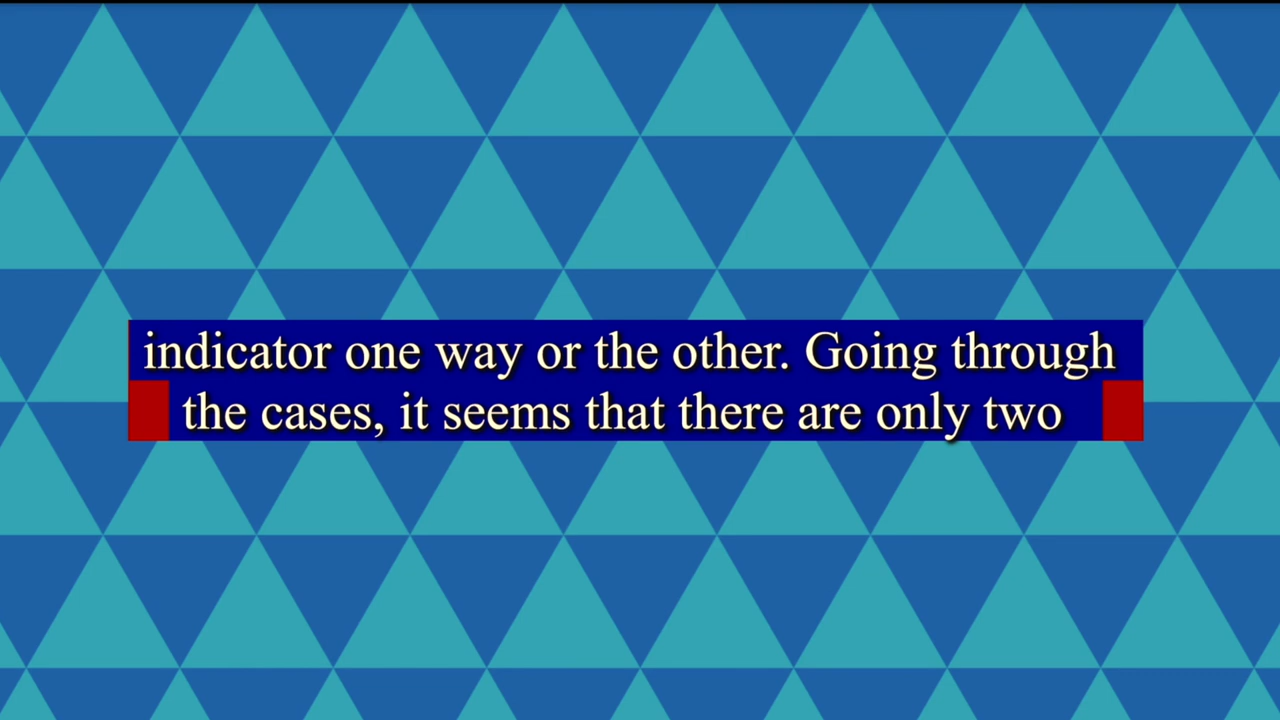 indicator one way or the other. Going through
the cases, it seems that there are only two